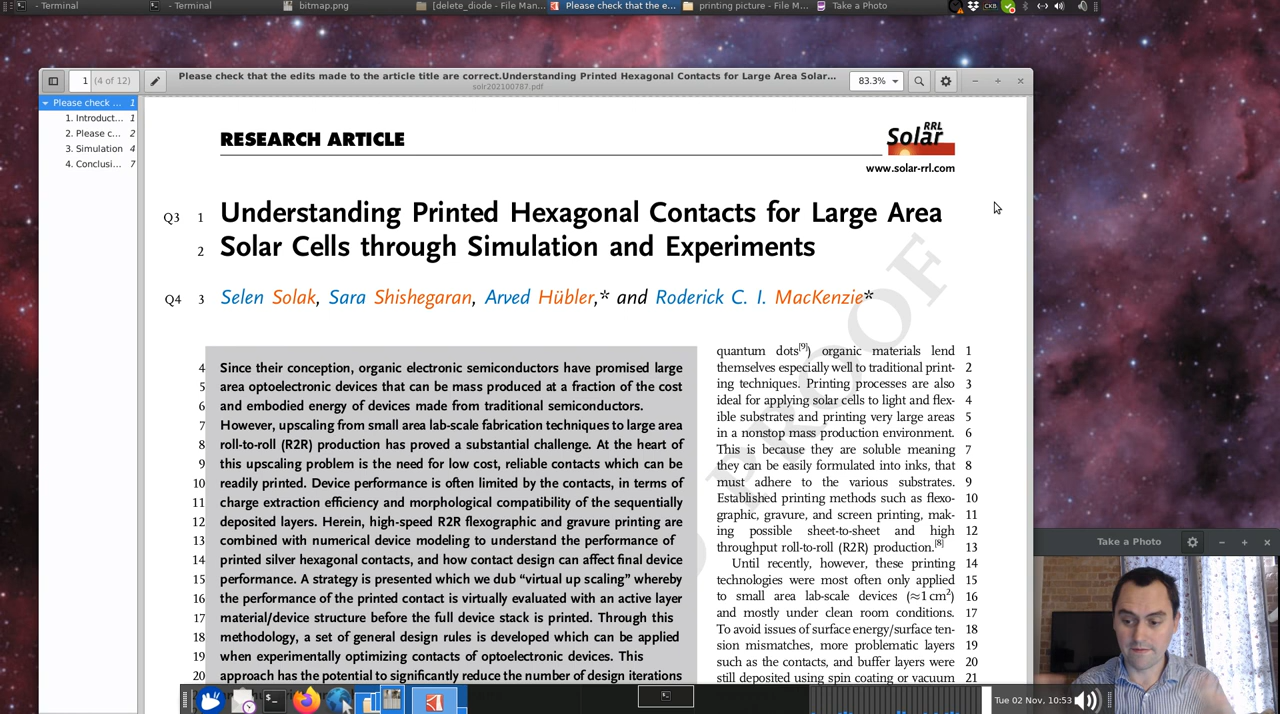 - Terminal
- Terminal
bitmap.png
[delete_diode - File Man...
Please check that the e...
printing picture - File M...
Take a Photo
CKB
1
(4 of 12)
Please check that the edits made to the article title are correct.Understanding Printed Hexagonal Contacts for Large Area Solar...
solr202100787.pdf
83.3%
Please check ... 1
1. Introduct... 1
2. Please c... 2
3. Simulation 4
4. Conclusi... 7
RESEARCH ARTICLE
Solar RRL
www.solar-rrl.com
Q3 1 Understanding Printed Hexagonal Contacts for Large Area
2 Solar Cells through Simulation and Experiments
Q4 3 Selen Solak, Sara Shishegaran, Arved Hübler,* and Roderick C. I. MacKenzie*
4 Since their conception, organic electronic semiconductors have promised large
5 area optoelectronic devices that can be mass produced at a fraction of the cost
6 and embodied energy of devices made from traditional semiconductors.
7 However, upscaling from small area lab-scale fabrication techniques to large area
8 roll-to-roll (R2R) production has proved a substantial challenge. At the heart of
9 this upscaling problem is the need for low cost, reliable contacts which can be
10 readily printed. Device performance is often limited by the contacts, in terms of
11 charge extraction efficiency and morphological compatibility of the sequentially
12 deposited layers. Herein, high-speed R2R flexographic and gravure printing are
13 combined with numerical device modeling to understand the performance of
14 printed silver hexagonal contacts, and how contact design can affect final device
15 performance. A strategy is presented which we dub “virtual up scaling” whereby
16 the performance of the printed contact is virtually evaluated with an active layer
17 material/device structure before the full device stack is printed. Through this
18 methodology, a set of general design rules is developed which can be applied
19 when experimentally optimizing contacts of optoelectronic devices. This
20 approach has the potential to significantly reduce the number of design iterations
quantum dots[9]) organic materials lend 1
themselves especially well to traditional print- 2
ing techniques. Printing processes are also 3
ideal for applying solar cells to light and flex- 4
ible substrates and printing very large areas 5
in a nonstop mass production environment. 6
This is because they are soluble meaning 7
they can be easily formulated into inks, that 8
must adhere to the various substrates. 9
Established printing methods such as flexo- 10
graphic, gravure, and screen printing, mak- 11
ing possible sheet-to-sheet and high 12
throughput roll-to-roll (R2R) production.[8] 13
Until recently, however, these printing 14
technologies were most often only applied 15
to small area lab-scale devices (≈1 cm2) 16
and mostly under clean room conditions. 17
To avoid issues of surface energy/surface ten- 18
sion mismatches, more problematic layers 19
such as the contacts, and buffer layers were 20
still deposited using spin coating or vacuum 21
PROOF
Take a Photo
Tue 02 Nov, 10:53